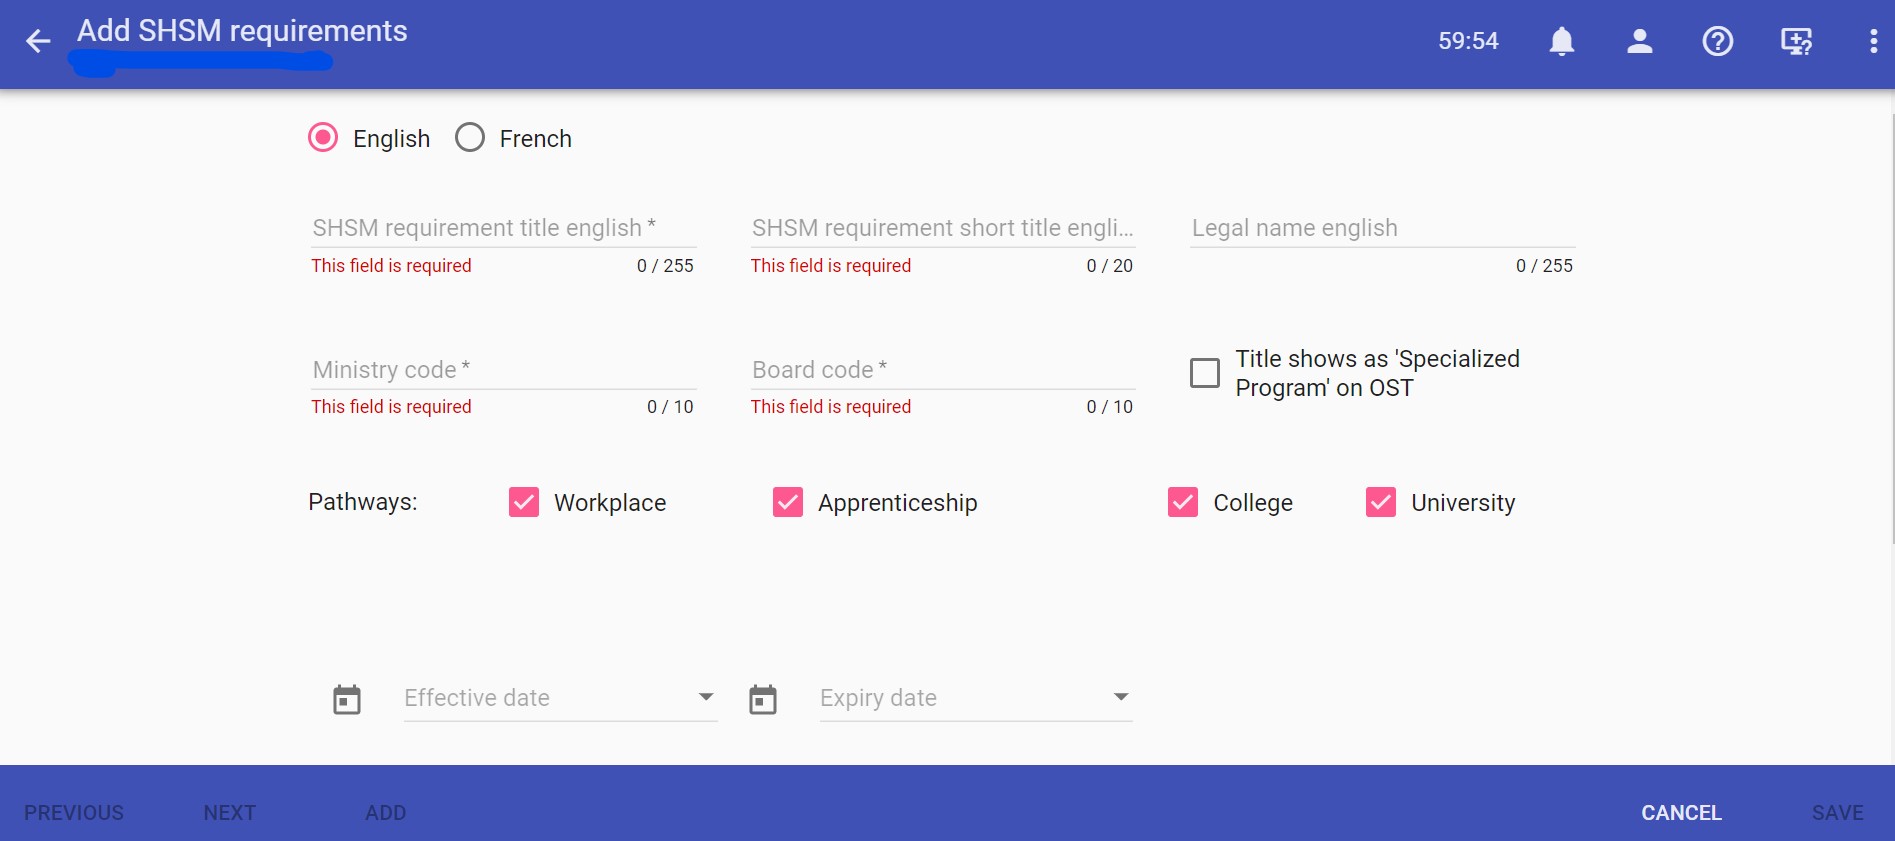 Add SHSM requirements
59:54
English French
SHSM requirement title english * SHSM requirement short title engli... Legal name english
This field is required 0 / 255 This field is required 0 / 20 0 / 255
Ministry code * Board code * Title shows as 'Specialized
Program' on OST
This field is required 0 / 10 This field is required 0 / 10
Pathways: Workplace Apprenticeship College University
Effective date Expiry date
PREVIOUS NEXT ADD CANCEL SAVE